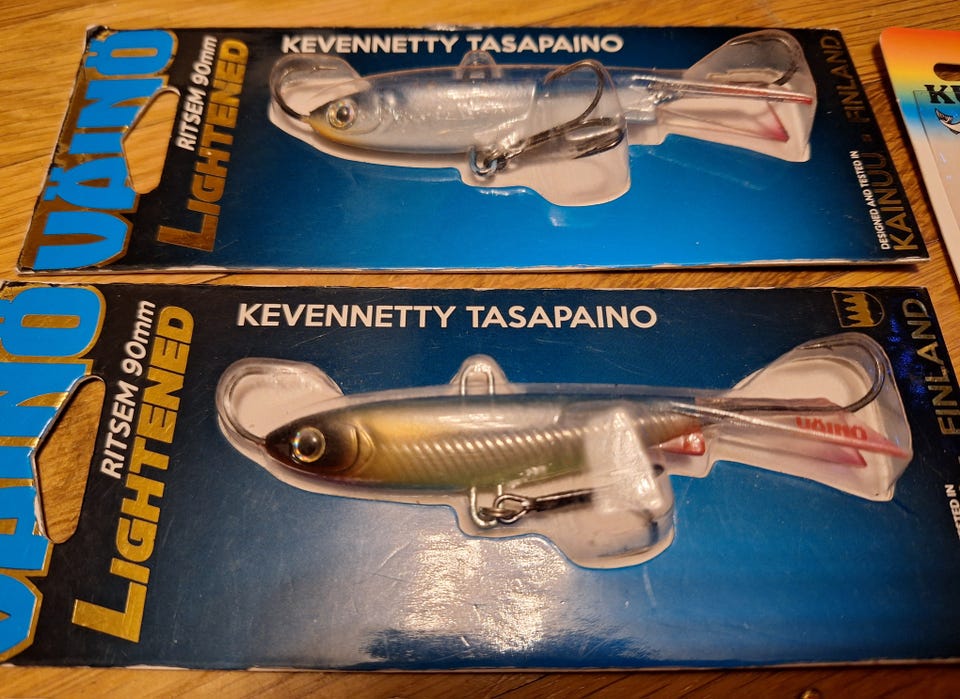 VÄINÖ
RITSEM 90mm
LIGHTENED
KEVENNETTY TASAPAINO
DESIGNED AND TESTED IN
KAINUU - FINLAND
VÄINÖ
RITSEM 90mm
LIGHTENED
KEVENNETTY TASAPAINO
VÄINÖ
FINLAND